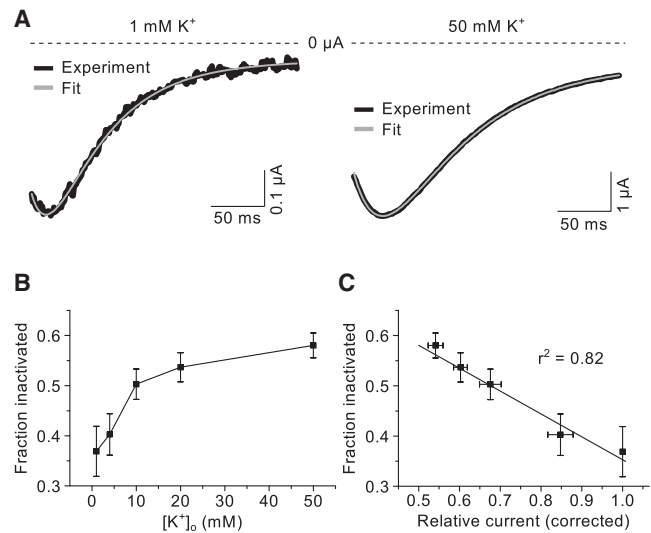 A
1 mM K⁺
0 µA
50 mM K⁺
Experiment
Fit
0.1 µA
50 ms
Experiment
Fit
1 µA
50 ms
B
Fraction inactivated
0.6
0.5
0.4
0.3
0 10 20 30 40 50
[K⁺]ₒ (mM)
C
Fraction inactivated
0.6
0.5
0.4
0.3
r² = 0.82
0.5 0.6 0.7 0.8 0.9 1.0
Relative current (corrected)